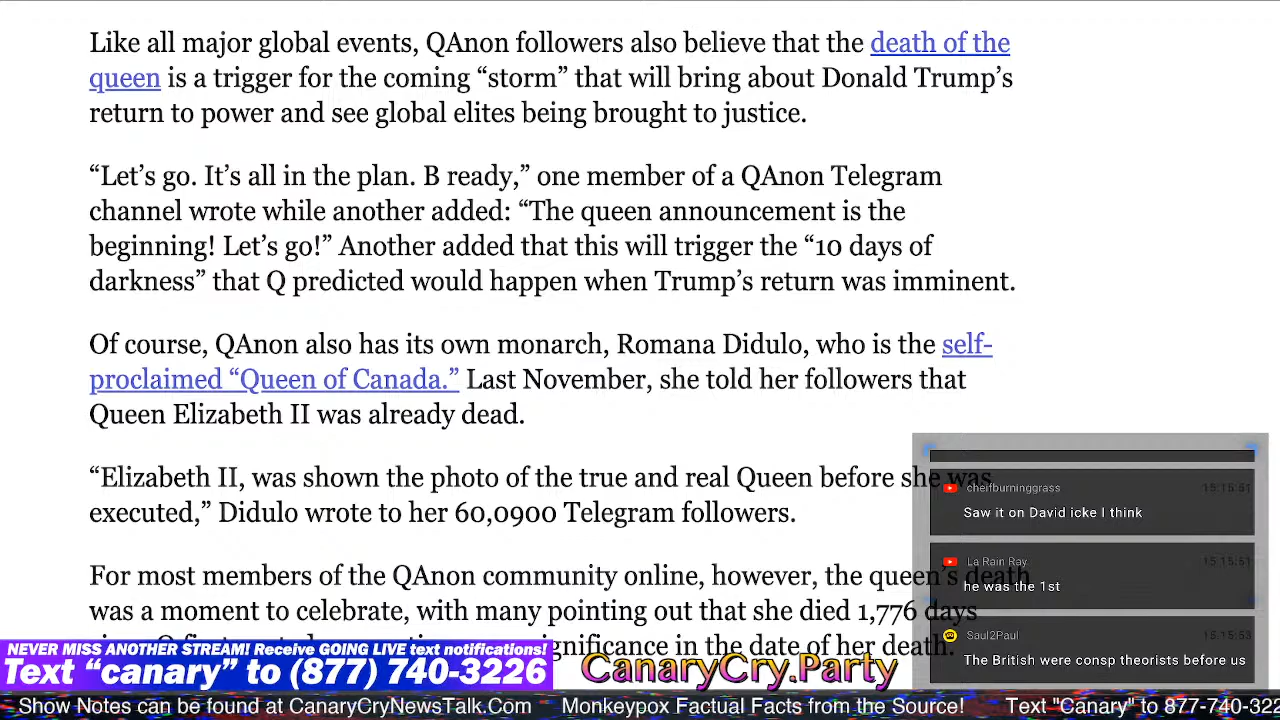 Like all major global events, QAnon followers also believe that the death of the
queen is a trigger for the coming “storm” that will bring about Donald Trump’s
return to power and see global elites being brought to justice.
“Let’s go. It’s all in the plan. B ready,” one member of a QAnon Telegram
channel wrote while another added: “The queen announcement is the
beginning! Let’s go!” Another added that this will trigger the “10 days of
darkness” that Q predicted would happen when Trump’s return was imminent.
Of course, QAnon also has its own monarch, Romana Didulo, who is the self-
proclaimed “Queen of Canada.” Last November, she told her followers that
Queen Elizabeth II was already dead.
“Elizabeth II, was shown the photo of the true and real Queen before she was
executed,” Didulo wrote to her 60,0900 Telegram followers.
For most members of the QAnon community online, however, the queen’s death
was a moment to celebrate, with many pointing out that she died 1,776 days
in the date of her death.
cheifburninggrass 15:15:51
Saw it on David icke I think
La Rain Ray 15:15:51
he was the 1st
Saul2Paul 15:15:53
The British were consp theorists before us
NEVER MISS ANOTHER STREAM! Receive GOING LIVE text notifications!
Text “canary” to (877) 740-3226
CanaryCry.Party
Show Notes can be found at CanaryCryNewsTalk.Com Monkeypox Factual Facts from the Source! Text "Canary" to 877-740-322